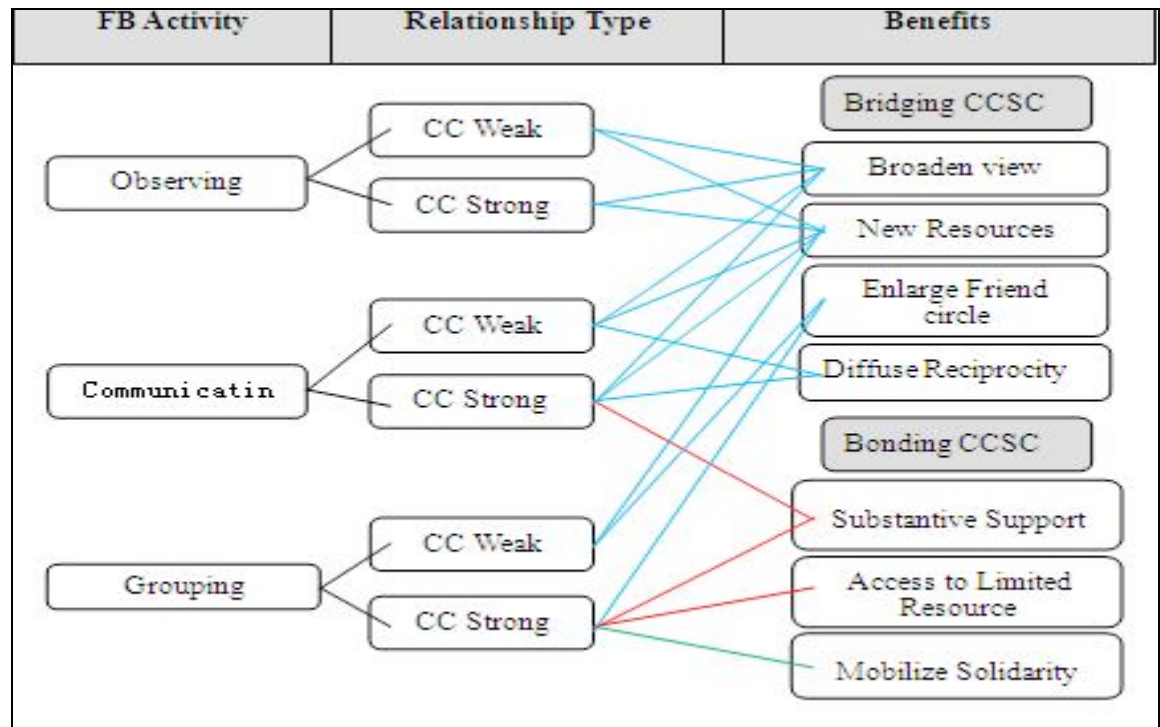 FB Activity Relationship Type Benefits
Bridging CCSC
CC Weak
Broaden view
Observing
CC Strong
New Resources
Enlarge Friend
circle
CC Weak
Diffuse Reciprocity
Communicatin
CC Strong
Bonding CCSC
Substantive Support
CC Weak
Grouping
Access to Limited
Resource
CC Strong
Mobilize Solidarity